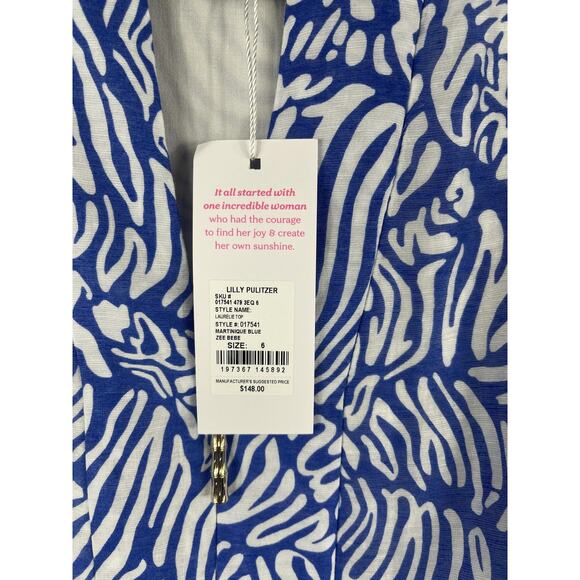 It all started with
one incredible woman
who had the courage
to find her joy & create
her own sunshine.
LILLY PULITZER
SKU #
017541 479 3EQ 6
STYLE NAME:
LAURELIE TOP
STYLE #: 017541
MARTINIQUE BLUE
ZEE BEBE
SIZE: 6
197367 145892
MANUFACTURER'S SUGGESTED PRICE
$148.00